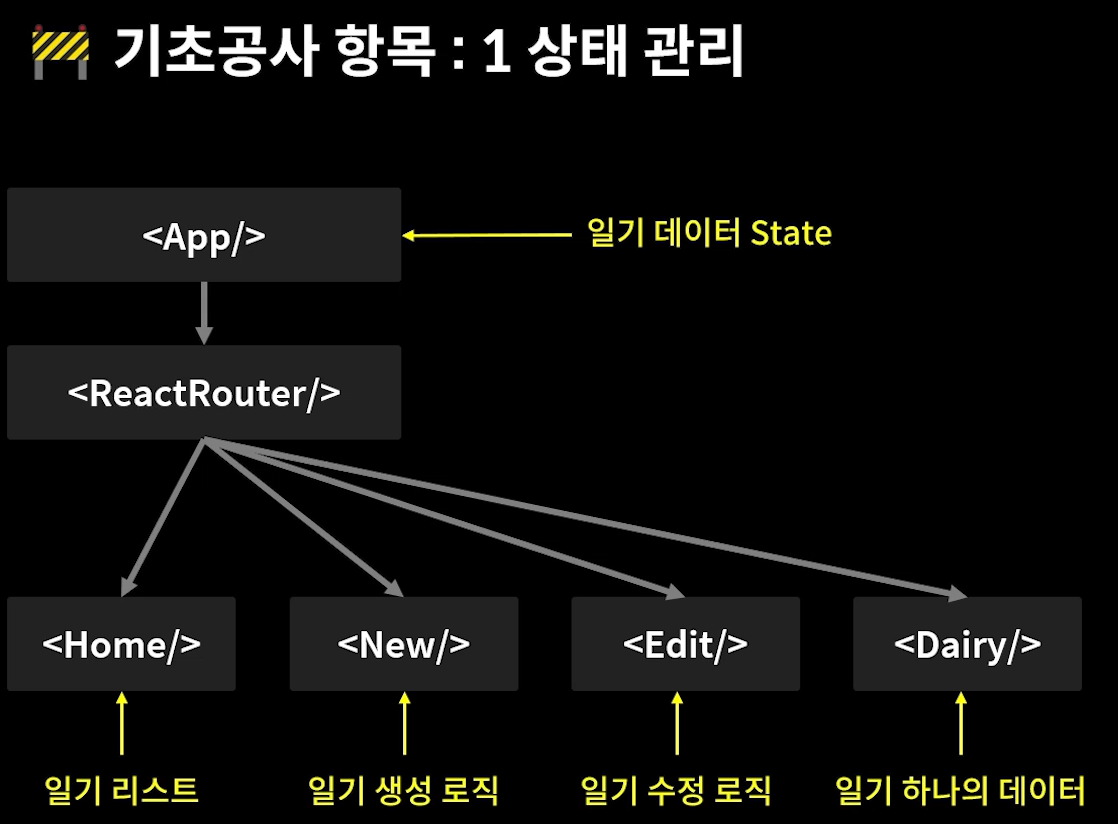 기초공사 항목 : 1 상태 관리
<App/>
일기 데이터 State
<ReactRouter/>
<Home/>
<New/>
<Edit/>
<Dairy/>
일기 리스트
일기 생성 로직
일기 수정 로직
일기 하나의 데이터